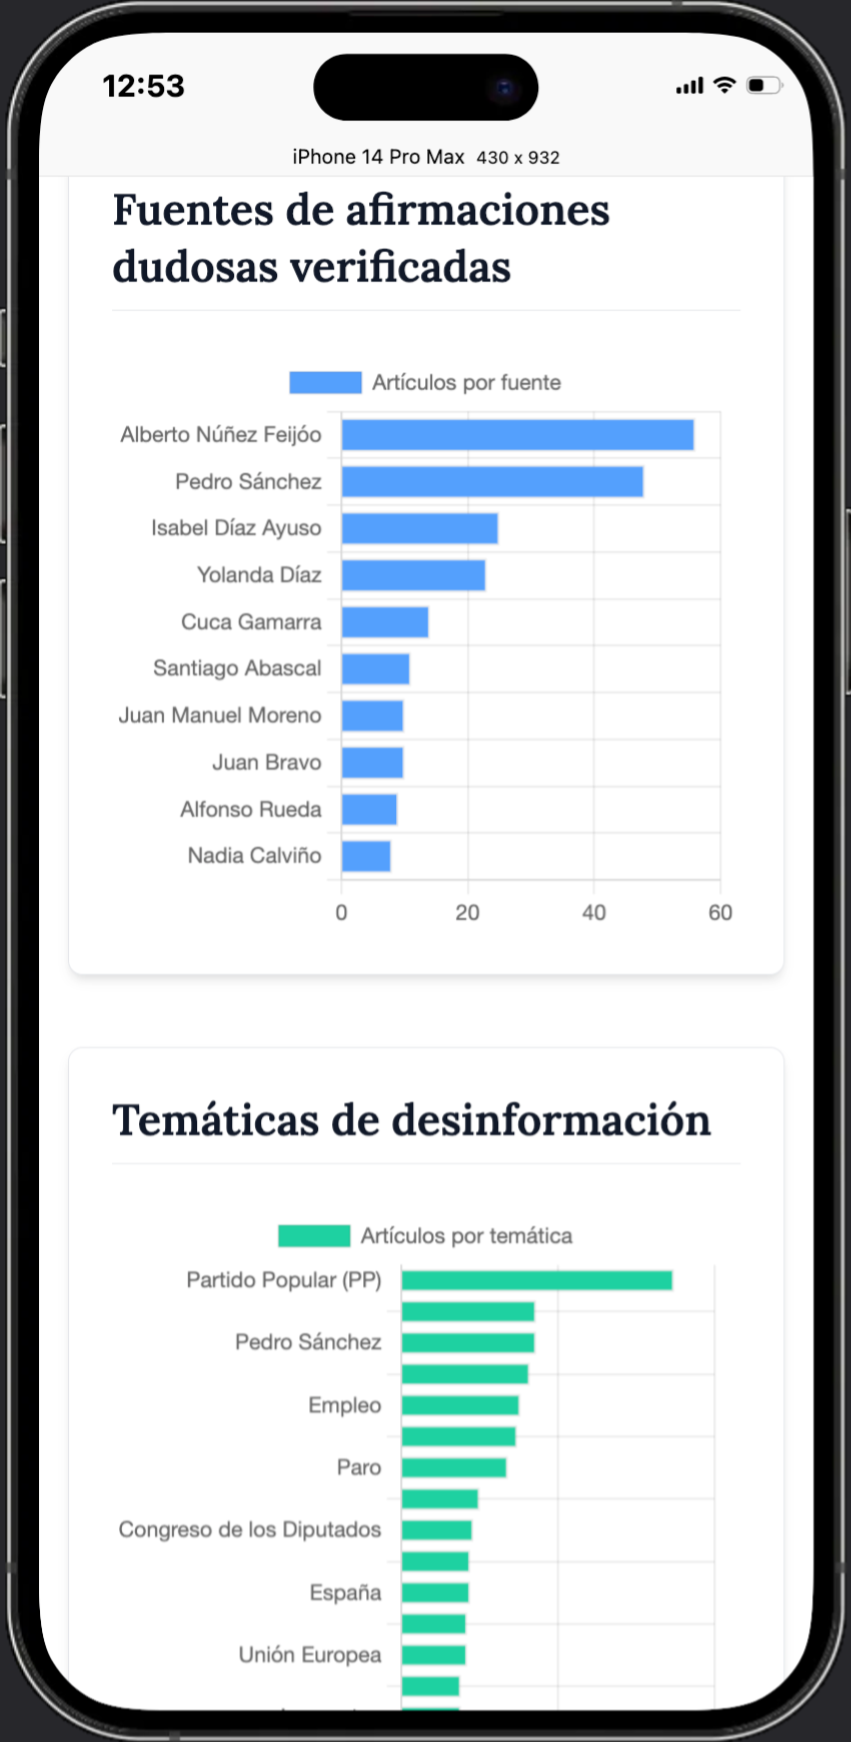 12:53
iPhone 14 Pro Max 430 x 932
Fuentes de afirmaciones
dudosas verificadas
Artículos por fuente
Alberto Núñez Feijóo
Pedro Sánchez
Isabel Díaz Ayuso
Yolanda Díaz
Cuca Gamarra
Santiago Abascal
Juan Manuel Moreno
Juan Bravo
Alfonso Rueda
Nadia Calviño
0 20 40 60
Temáticas de desinformación
Artículos por temática
Partido Popular (PP)
Pedro Sánchez
Empleo
Paro
Congreso de los Diputados
España
Unión Europea